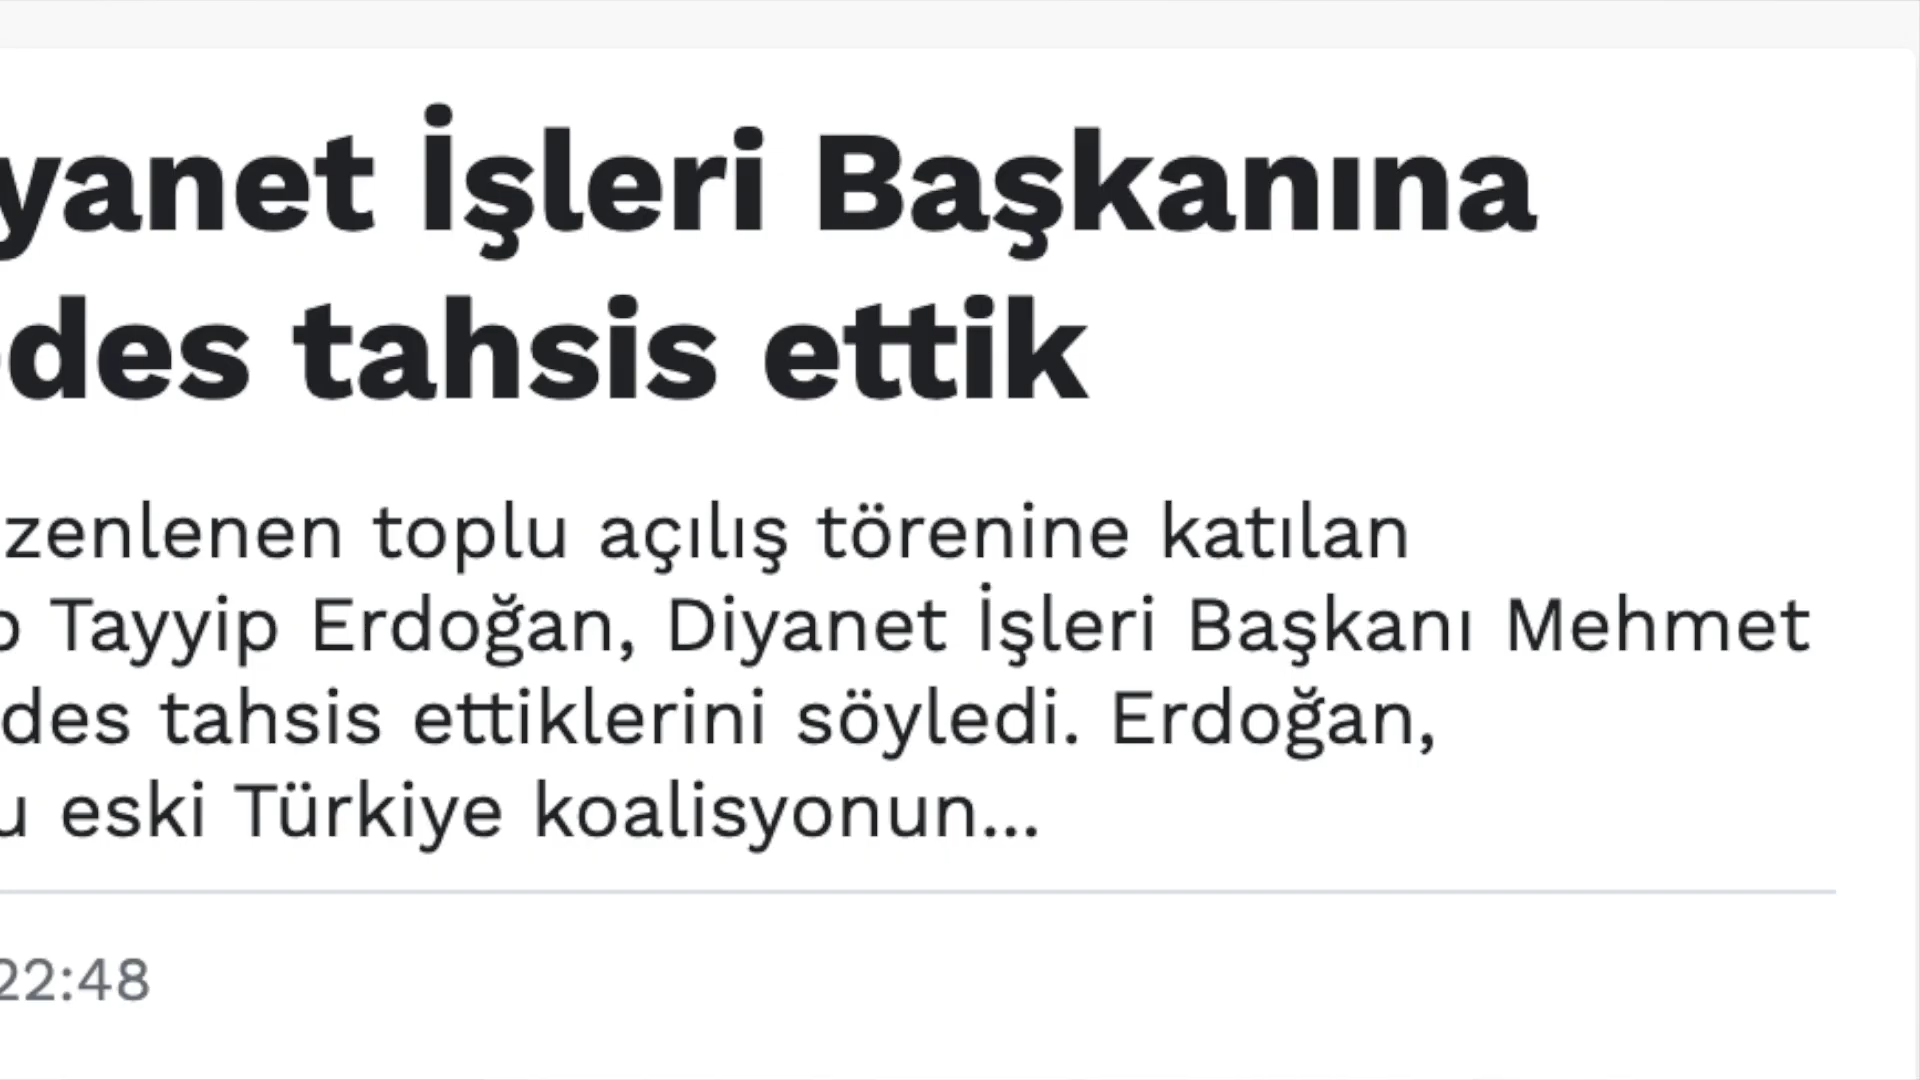 yanet İşleri Başkanına
des tahsis ettik
zenlenen toplu açılış törenine katılan
Tayyip Erdoğan, Diyanet İşleri Başkanı Mehmet
des tahsis ettiklerini söyledi. Erdoğan,
u eski Türkiye koalisyonun...
22:48